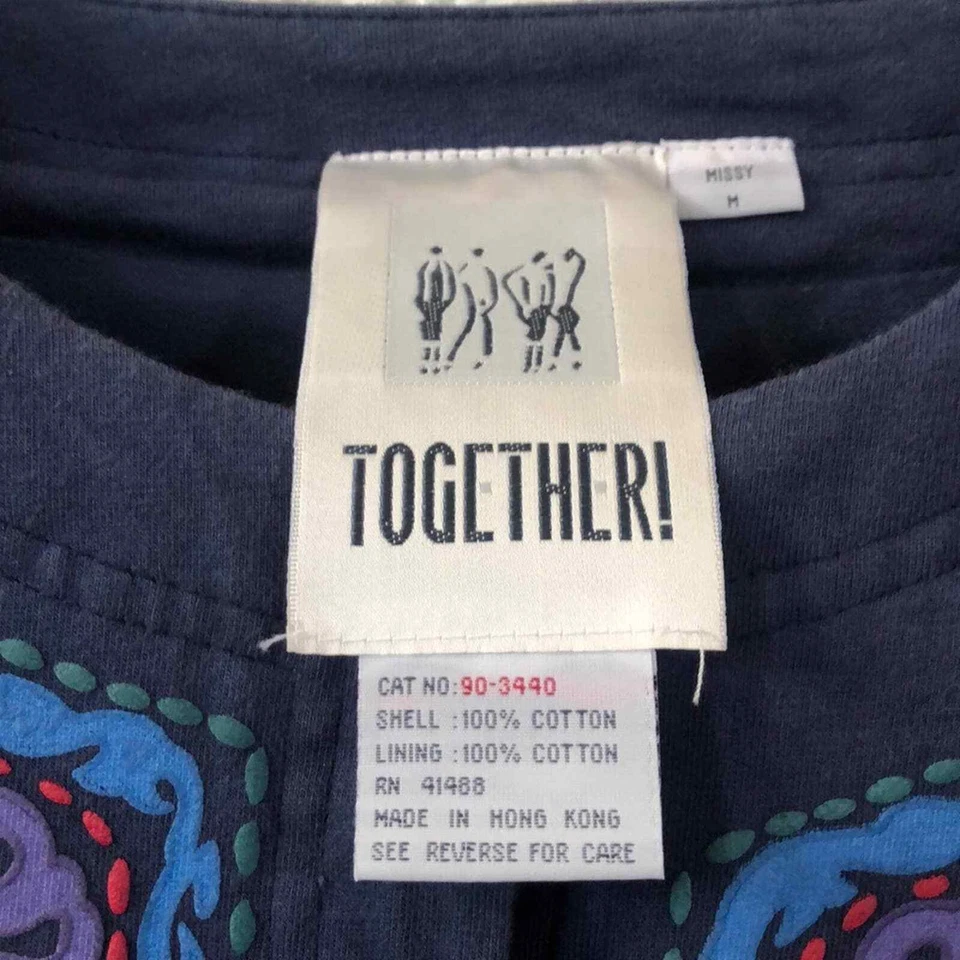 MISSY
M
TOGETHER!
CAT NO:90-3440
SHELL :100% COTTON
LINING :100% COTTON
RN 41488
MADE IN HONG KONG
SEE REVERSE FOR CARE